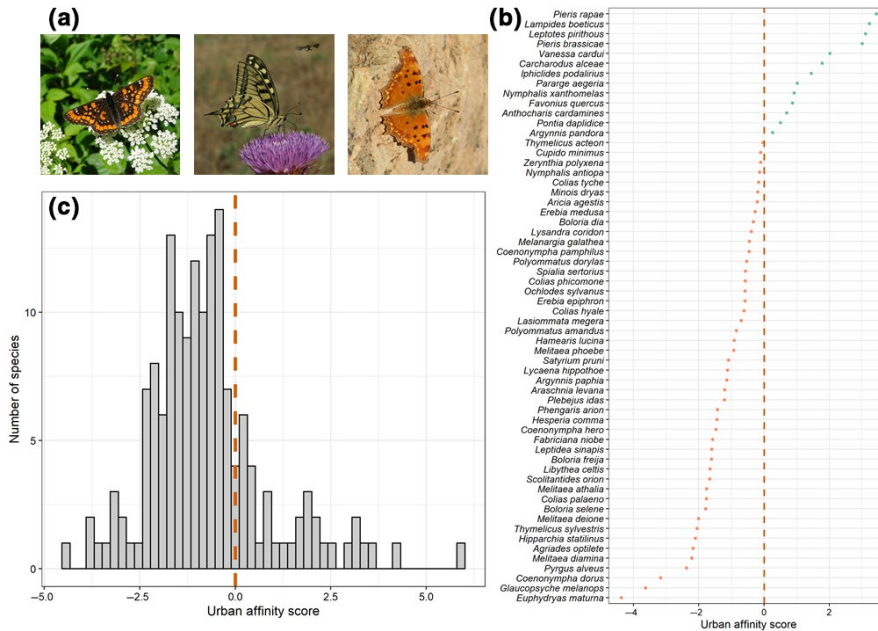 (a)
(b)
Pieris rapae
Lampides boeticus
Leptotes pirithous
Pieris brassicae
Vanessa cardui
Carcharodus alceae
Iphiclides podalirius
Pararge aegeria
Nymphalis xanthomelas
Favonius quercus
Anthocharis cardamines
Pontia daplidice
Argynnis pandora
Thymelicus acteon
Cupido minimus
Zerynthia polyxena
Nymphalis antiopa
Colias tyche
Minois dryas
Aricia agestis
Erebia medusa
Boloria dia
Lysandra coridon
Melanargia galathea
Coenonympha pamphilus
Polyommatus dorylas
Spialia sertorius
Colias phicomone
Ochlodes sylvanus
Erebia epiphron
Colias hyale
Lasiommata megera
Polyommatus amandus
Hamearis lucina
Melitaea phoebe
Satyrium pruni
Lycaena hippothoe
Argynnis paphia
Araschnia levana
Plebejus idas
Phengaris arion
Hesperia comma
Coenonympha hero
Fabriciana niobe
Leptidea sinapis
Boloria freija
Libythea celtis
Scolitantides orion
Melitaea athalia
Colias palaeno
Boloria selene
Melitaea deione
Thymelicus sylvestris
Hipparchia statilinus
Agriades optilete
Melitaea diamina
Pyrgus alveus
Coenonympha dorus
Glaucopsyche melanops
Euphydryas maturna
−4 −2 0 2
Urban affinity score
(c)
Number of species
10
5
0
−5.0 −2.5 0.0 2.5 5.0
Urban affinity score